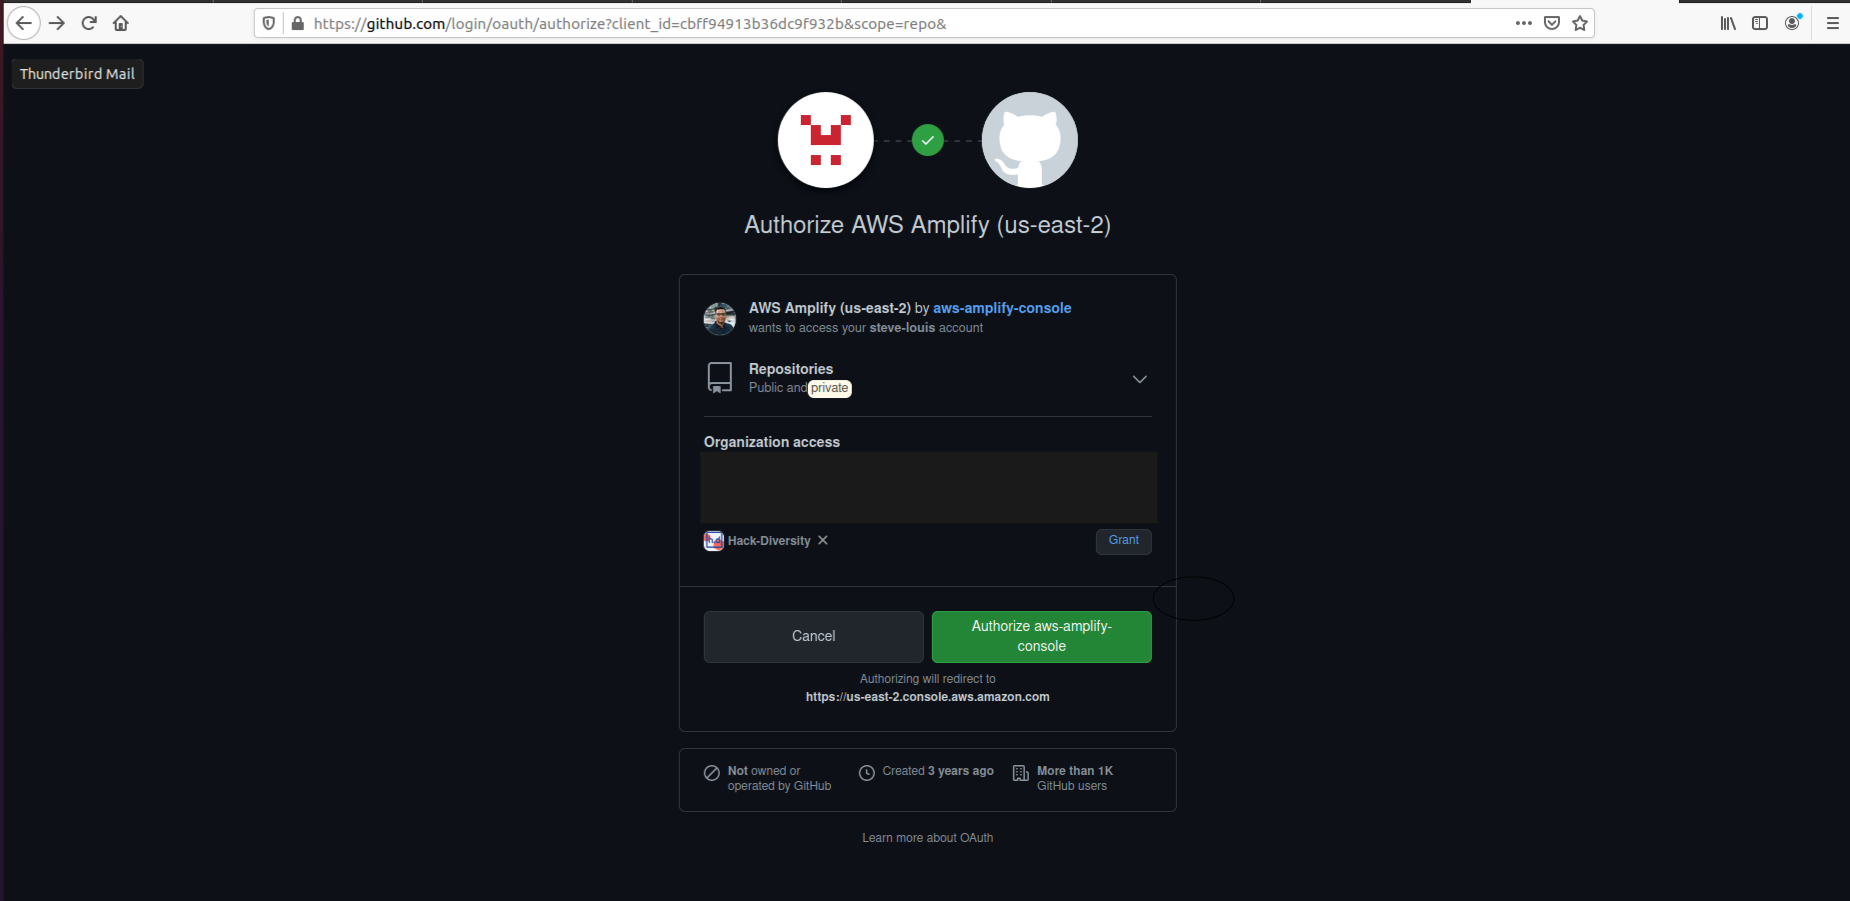 https://github.com/login/oauth/authorize?client_id=cbff94913b36dc9f932b&scope=repo&
Thunderbird Mail
Authorize AWS Amplify (us-east-2)
AWS Amplify (us-east-2) by aws-amplify-console
wants to access your steve-louis account
Repositories
Public and private
Organization access
Hack-Diversity
Grant
Cancel
Authorize aws-amplify-
console
Authorizing will redirect to
https://us-east-2.console.aws.amazon.com
Not owned or
operated by GitHub
Created 3 years ago
More than 1K
GitHub users
Learn more about OAuth